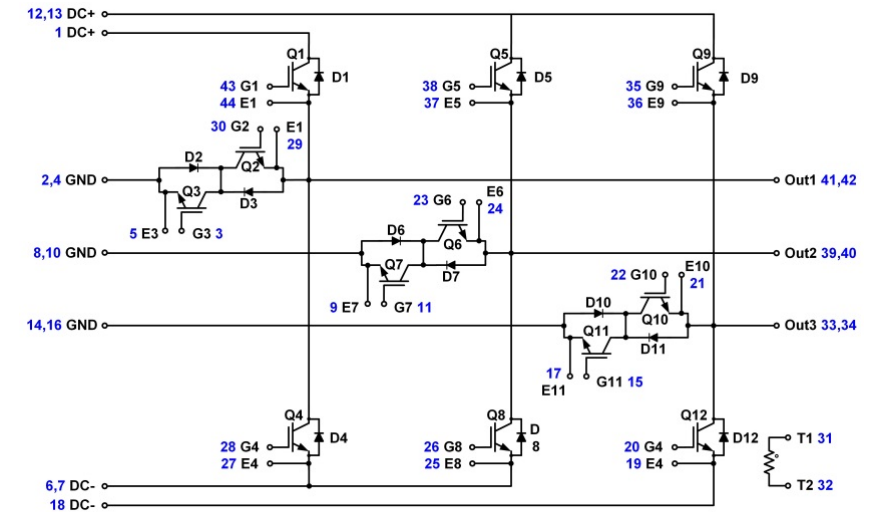 12,13 DC+
1 DC+
Q1 Q5 Q9
D1 D5 D9
43 G1 38 G5 35 G9
44 E1 37 E5 36 E9
30 G2 E1
29
D2 Q2
2,4 GND Out1 41,42
Q3 D3
23 G6 E6
24
5 E3 G3 3
D6 Q6
8,10 GND Out2 39,40
Q7 D7
22 G10 E10
21
9 E7 G7 11
D10 Q10
14,16 GND Out3 33,34
Q11 D11
17
E11 G11 15
Q4 Q8 Q12
D4 D
8 D12 T1 31
28 G4 26 G8 20 G4
27 E4 25 E8 19 E4
6,7 DC- T2 32
18 DC-